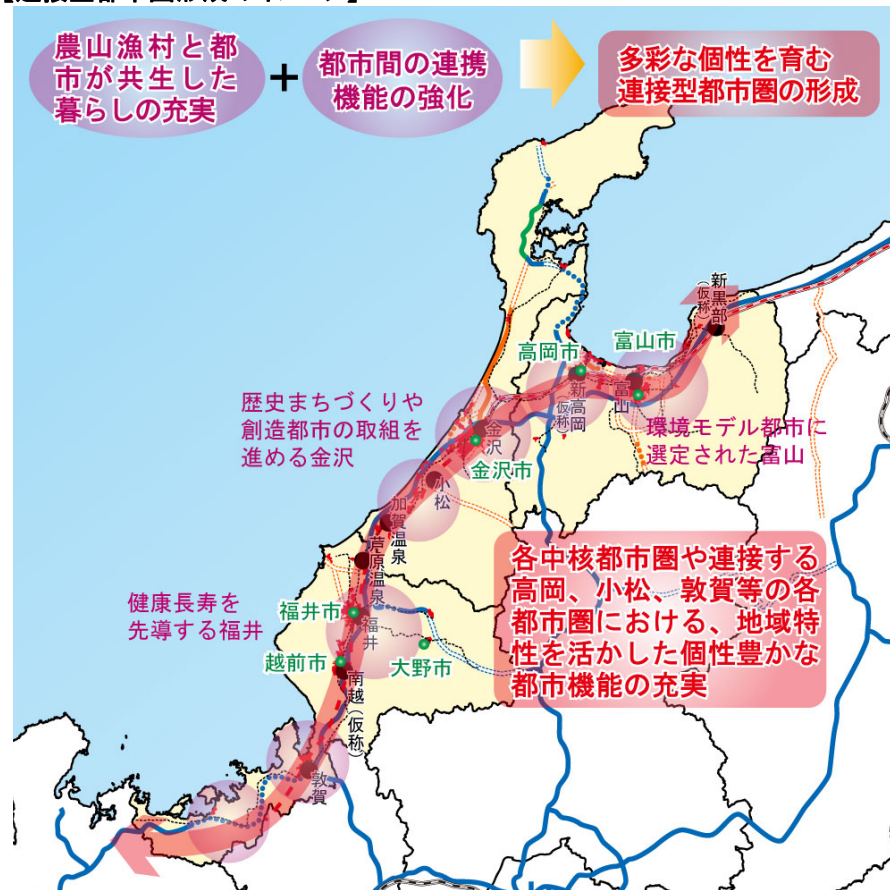 農山漁村と都
市が共生した
暮らしの充実
+
都市間の連携
機能の強化
多彩な個性を育む
連接型都市圏の形成
新黒部
(仮称)
富山市
高岡市
富山
新高岡
(仮称)
歴史まちづくりや
創造都市の取組を
進める金沢
環境モデル都市に
選定された富山
金沢
金沢市
小松
加賀温泉
芦原温泉
各中核都市圏や連接する
高岡、小松、敦賀等の各
都市圏における、地域特
性を活かした個性豊かな
都市機能の充実
健康長寿を
先導する福井
福井市
福井
越前市
大野市
南越(仮称)
敦賀